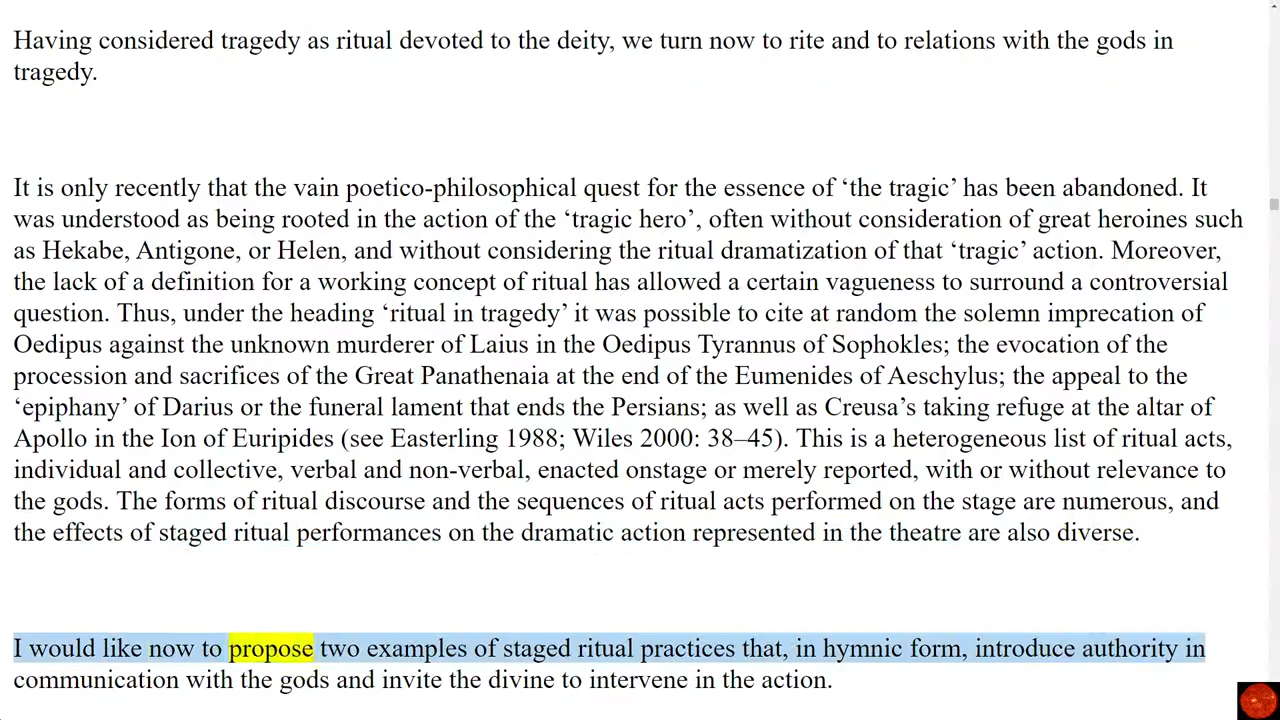 Having considered tragedy as ritual devoted to the deity, we turn now to rite and to relations with the gods in
tragedy.
It is only recently that the vain poetico-philosophical quest for the essence of ‘the tragic’ has been abandoned. It
was understood as being rooted in the action of the ‘tragic hero’, often without consideration of great heroines such
as Hekabe, Antigone, or Helen, and without considering the ritual dramatization of that ‘tragic’ action. Moreover,
the lack of a definition for a working concept of ritual has allowed a certain vagueness to surround a controversial
question. Thus, under the heading ‘ritual in tragedy’ it was possible to cite at random the solemn imprecation of
Oedipus against the unknown murderer of Laius in the Oedipus Tyrannus of Sophokles; the evocation of the
procession and sacrifices of the Great Panathenaia at the end of the Eumenides of Aeschylus; the appeal to the
‘epiphany’ of Darius or the funeral lament that ends the Persians; as well as Creusa’s taking refuge at the altar of
Apollo in the Ion of Euripides (see Easterling 1988; Wiles 2000: 38–45). This is a heterogeneous list of ritual acts,
individual and collective, verbal and non-verbal, enacted onstage or merely reported, with or without relevance to
the gods. The forms of ritual discourse and the sequences of ritual acts performed on the stage are numerous, and
the effects of staged ritual performances on the dramatic action represented in the theatre are also diverse.
I would like now to propose two examples of staged ritual practices that, in hymnic form, introduce authority in
communication with the gods and invite the divine to intervene in the action.